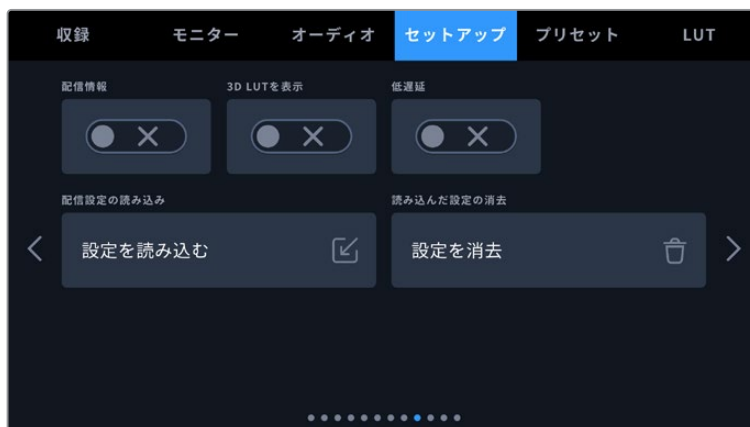 収録 モニター オーディオ セットアップ プリセット LUT
配信情報 3D LUTを表示 低遅延
配信設定の読み込み 読み込んだ設定の消去
設定を読み込む 設定を消去